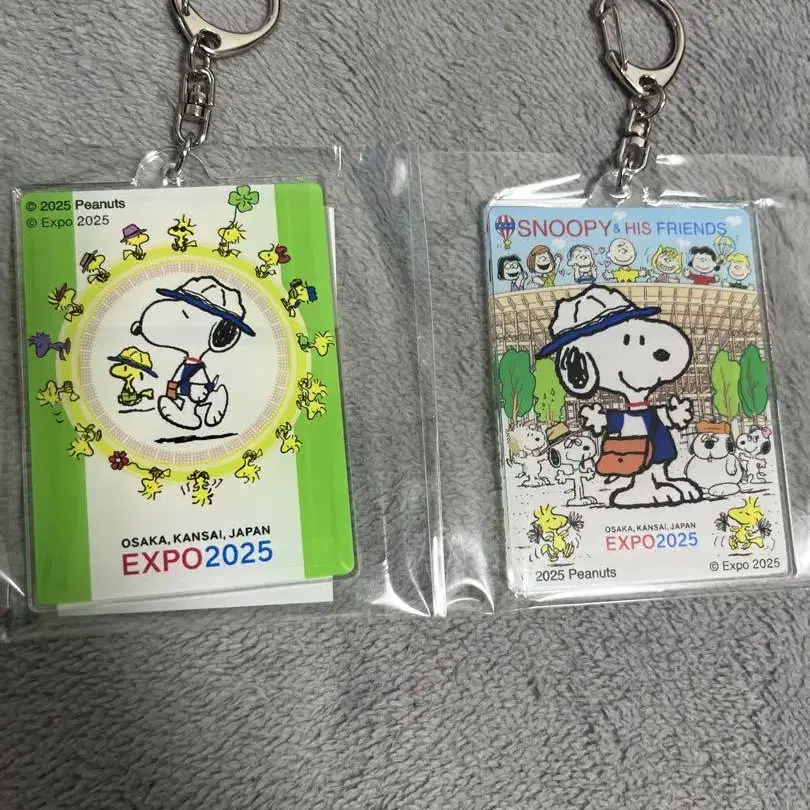 © 2025 Peanuts
© Expo 2025
OSAKA, KANSAI, JAPAN
EXPO2025
SNOOPY & HIS FRIENDS
OSAKA, KANSAI, JAPAN
EXPO2025
2025 Peanuts
© Expo 2025